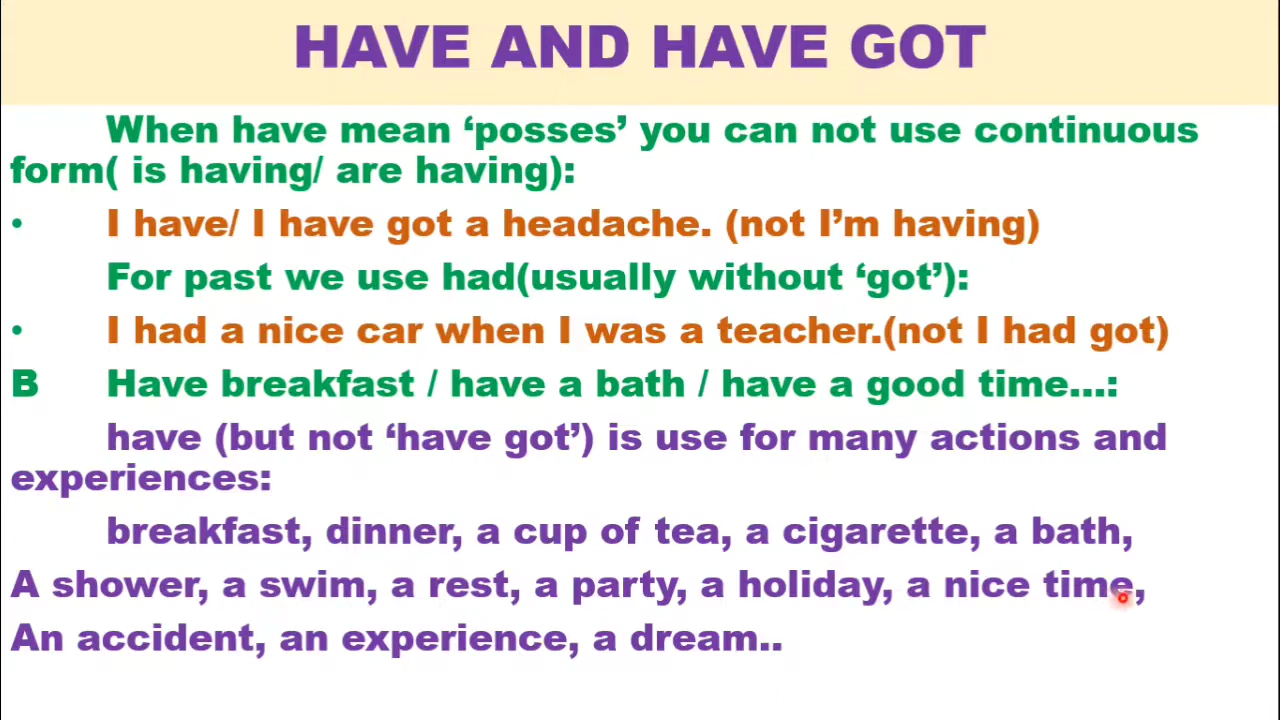 HAVE AND HAVE GOT
When have mean ‘posses’ you can not use continuous
form( is having/ are having):
• I have/ I have got a headache. (not I’m having)
For past we use had(usually without ‘got’):
• I had a nice car when I was a teacher.(not I had got)
B Have breakfast / have a bath / have a good time...:
have (but not ‘have got’) is use for many actions and
experiences:
breakfast, dinner, a cup of tea, a cigarette, a bath,
A shower, a swim, a rest, a party, a holiday, a nice time,
An accident, an experience, a dream..